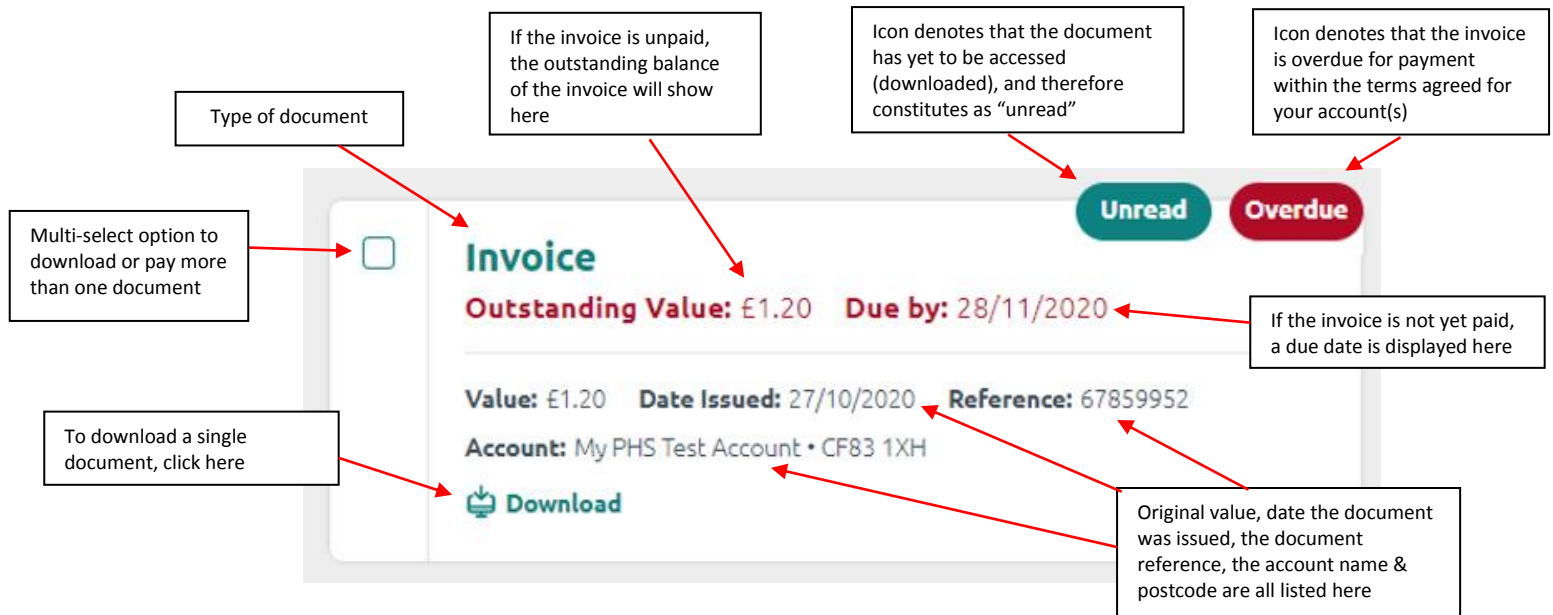 If the invoice is unpaid,
the outstanding balance
of the invoice will show
here
Icon denotes that the document
has yet to be accessed
(downloaded), and therefore
constitutes as “unread”
Icon denotes that the invoice
is overdue for payment
within the terms agreed for
your account(s)
Type of document
Multi-select option to
download or pay more
than one document
Unread
Overdue
Invoice
Outstanding Value: £1.20 Due by: 28/11/2020
If the invoice is not yet paid,
a due date is displayed here
Value: £1.20 Date Issued: 27/10/2020 Reference: 67859952
Account: My PHS Test Account • CF83 1XH
To download a single
document, click here
Download
Original value, date the document
was issued, the document
reference, the account name &
postcode are all listed here